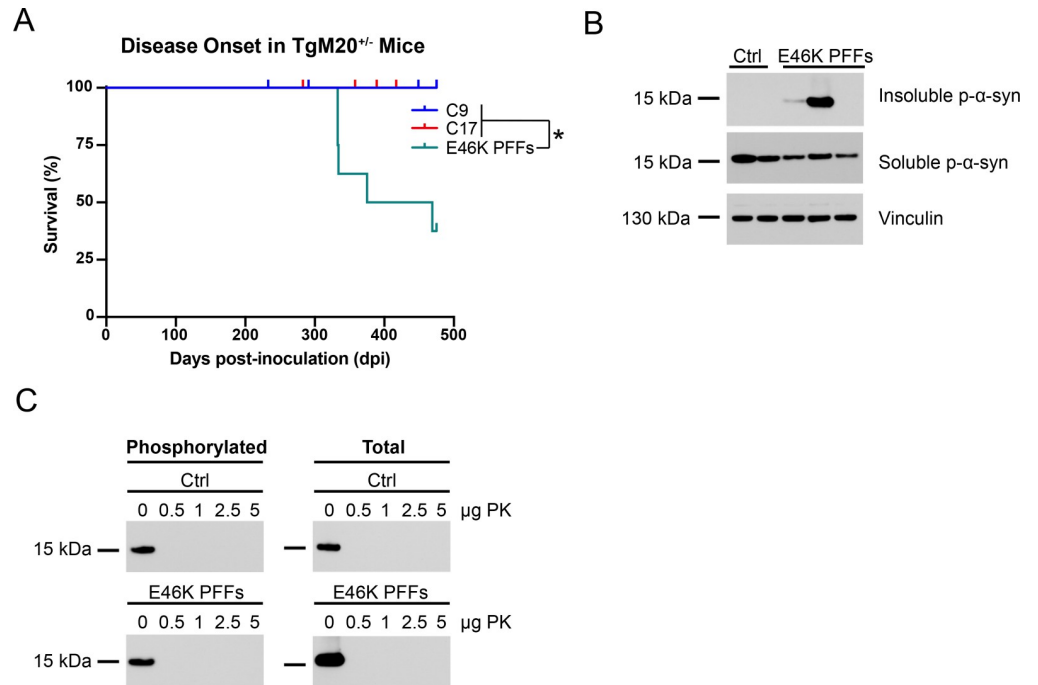 A
Disease Onset in TgM20+/- Mice
Survival (%)
100
75
50
25
0
0 100 200 300 400 500
Days post-inoculation (dpi)
C9
C17
E46K PFFs
*
B
Ctrl E46K PFFs
15 kDa Insoluble p-α-syn
15 kDa Soluble p-α-syn
130 kDa Vinculin
C
Phosphorylated Total
Ctrl Ctrl
0 0.5 1 2.5 5 0 0.5 1 2.5 5 µg PK
15 kDa
E46K PFFs E46K PFFs
0 0.5 1 2.5 5 0 0.5 1 2.5 5 µg PK
15 kDa